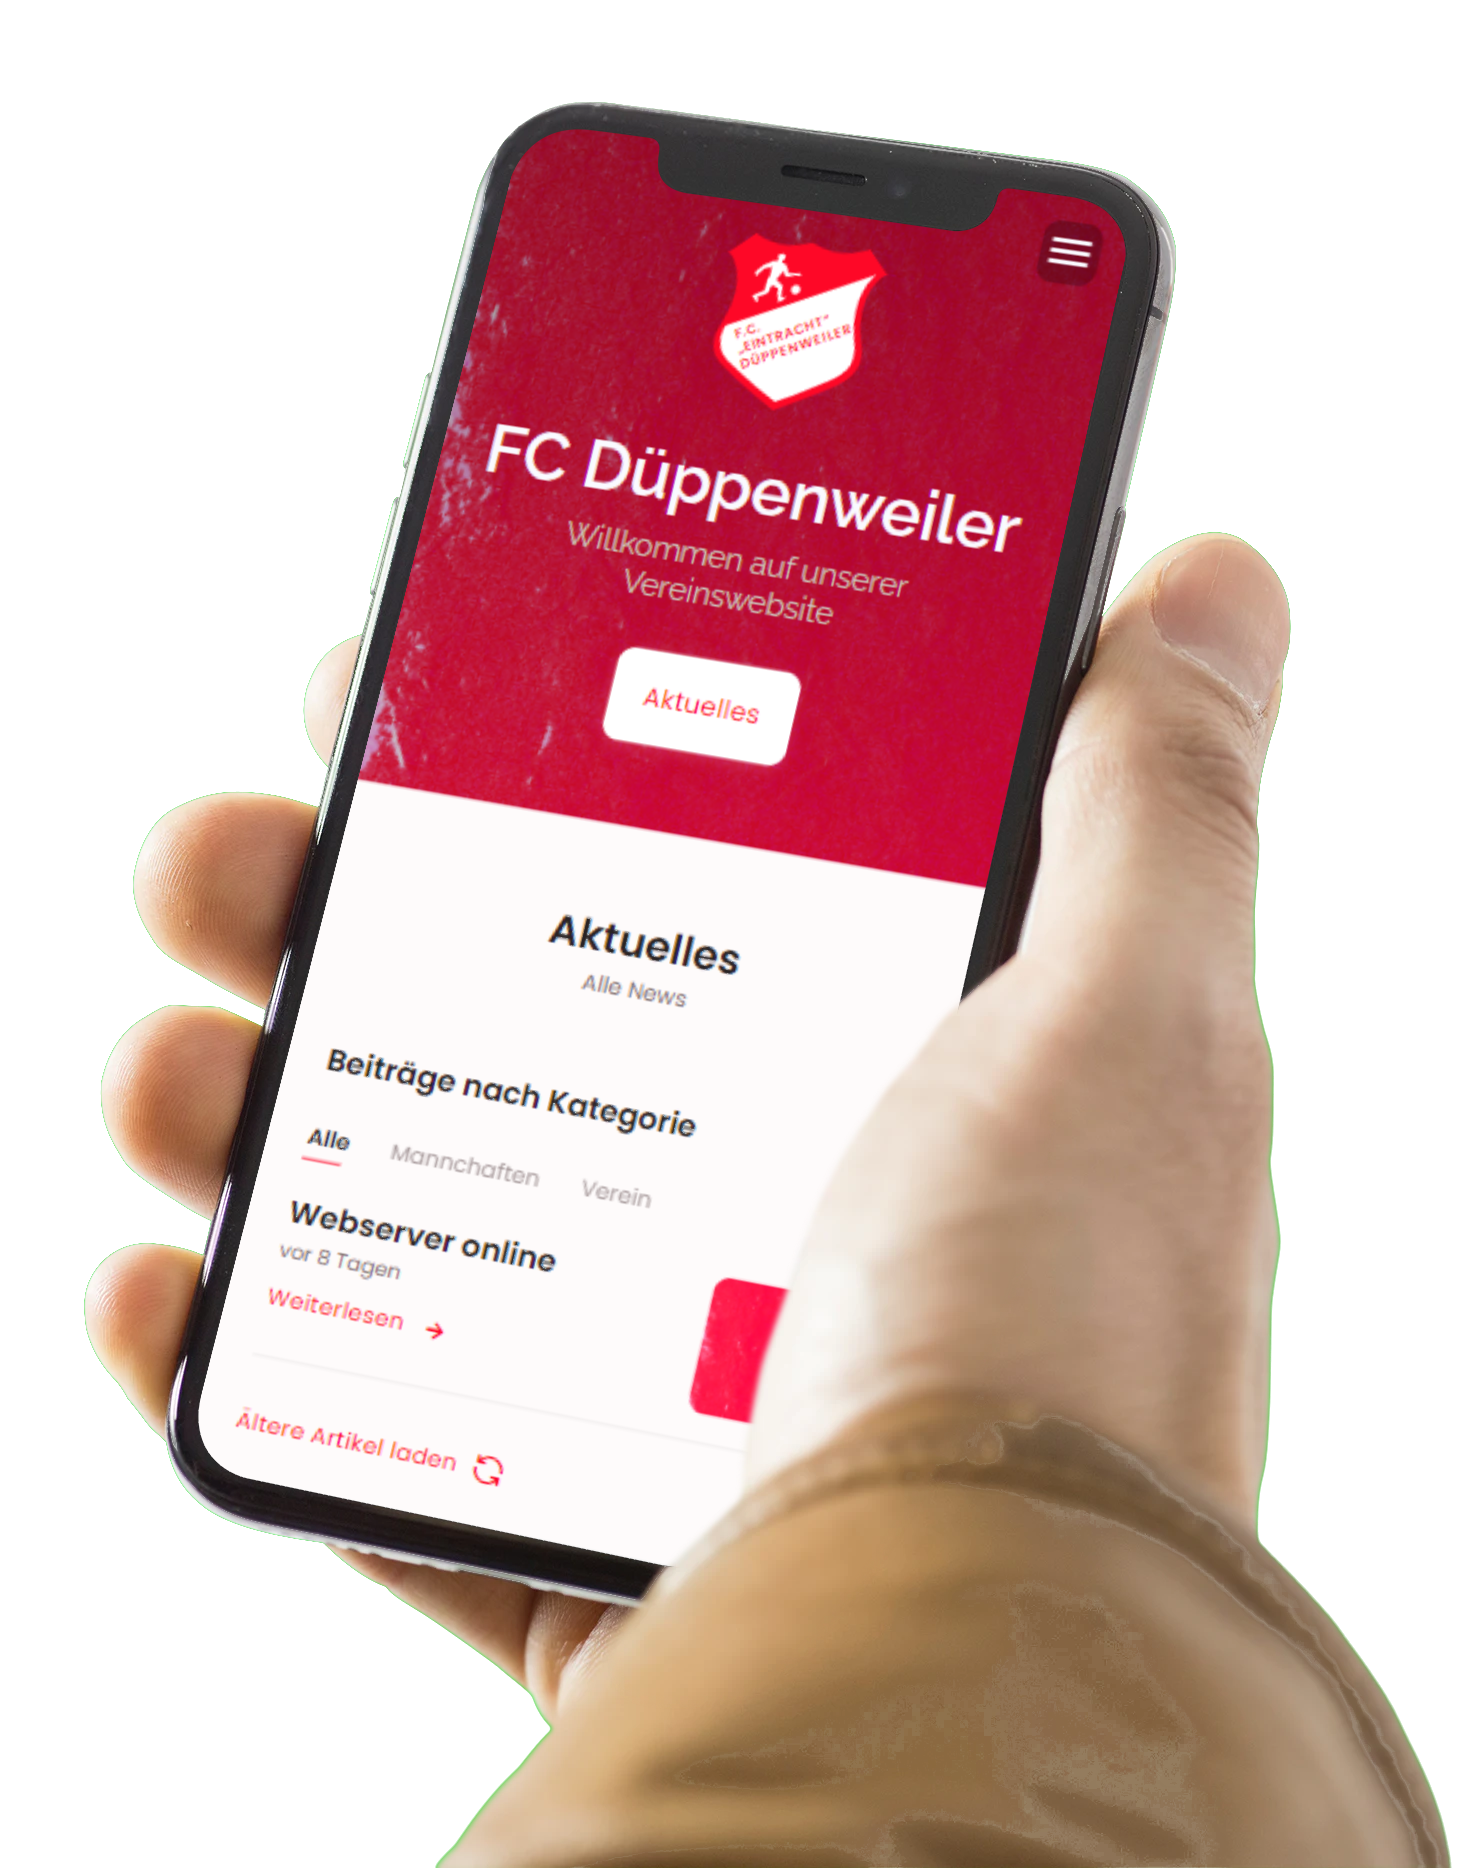 F.C.
„EINTRACHT"
DÜPPENWEILER
FC Düppenweiler
Willkommen auf unserer
Vereinswebsite
Aktuelles
Aktuelles
Alle News
Beiträge nach Kategorie
Alle Mannchaften Verein
Webserver online
vor 8 Tagen
Weiterlesen
Ältere Artikel laden